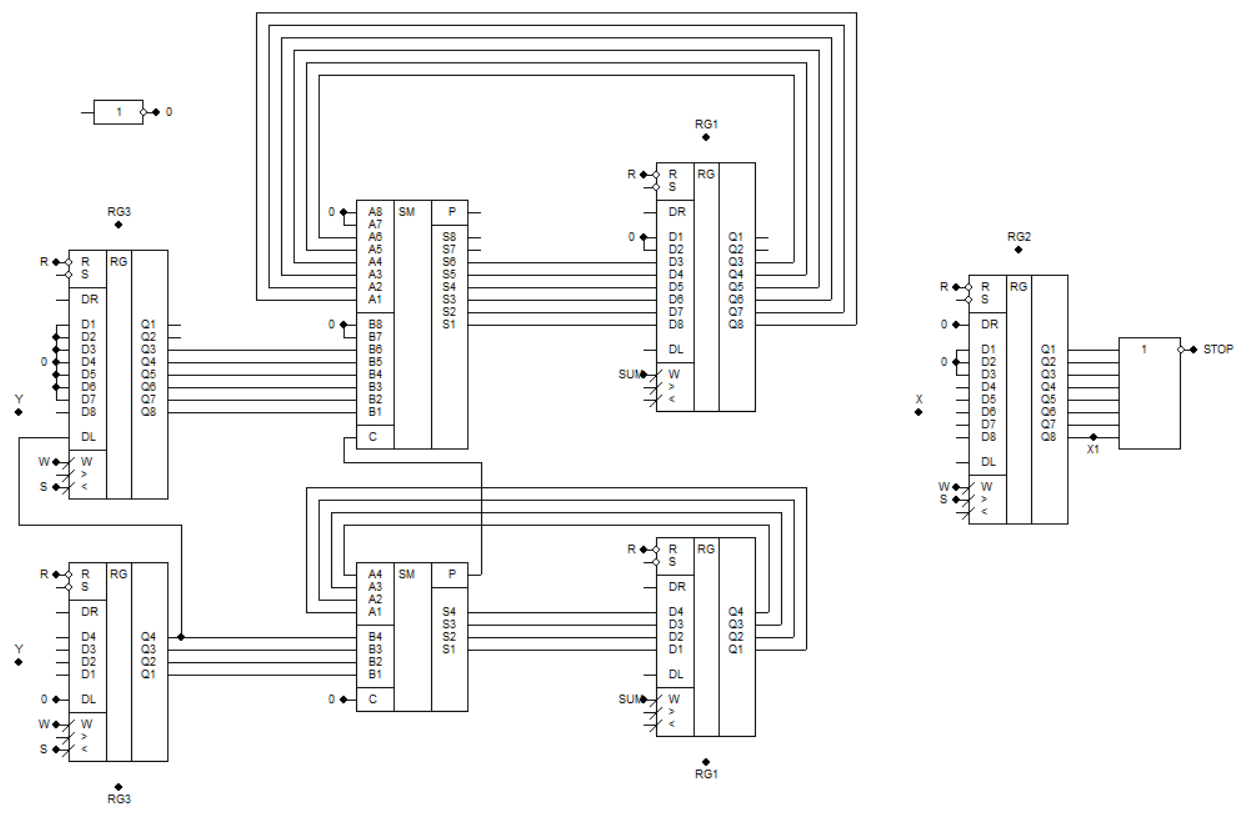 1 0
RG3
R R RG
S
DR
D1 Q1
D2 Q2
D3 Q3
0 D4 Q4
D5 Q5
D6 Q6
D7 Q7
Y D8 Q8
DL
W W
>
S <
0 A8 SM P
A7
A6 S8
A5 S7
A4 S6
A3 S5
A2 S4
A1 S3
S2
0 B8 S1
B7
B6
B5
B4
B3
B2
B1
C
RG1
R R RG
S
DR
0 D1 Q1
D2 Q2
D3 Q3
D4 Q4
D5 Q5
D6 Q6
D7 Q7
D8 Q8
DL
SUM W
>
<
RG2
R R RG
S
0 DR
D1 Q1 1 STOP
0 D2 Q2
D3 Q3
D4 Q4
X D5 Q5
D6 Q6
D7 Q7
D8 Q8
X1
DL
W W
S >
<
R R RG
S
DR
D4 Q4
Y D3 Q3
D2 Q2
D1 Q1
0 DL
W W
>
S <
RG3
A4 SM P
A3
A2
A1 S4
S3
B4 S2
B3 S1
B2
B1
0 C
R R RG
S
DR
D4 Q4
D3 Q3
D2 Q2
D1 Q1
DL
SUM W
>
<
RG1